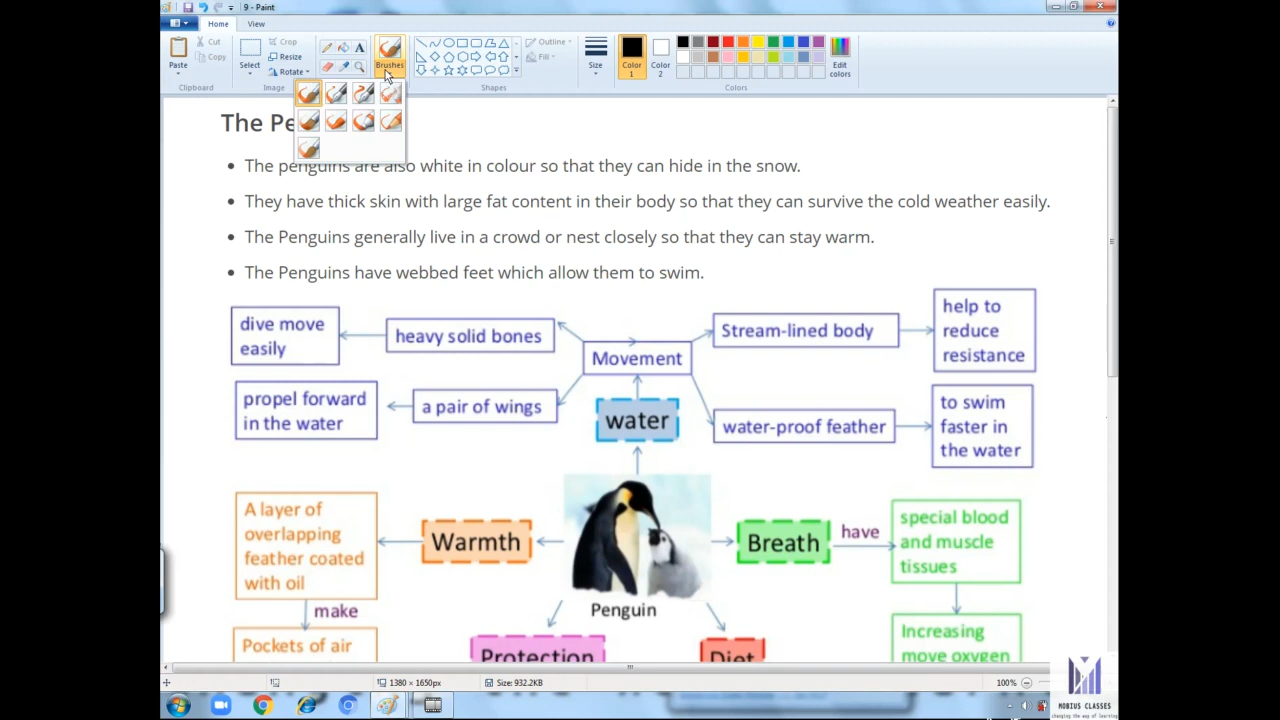 9 - Paint
Home View
Paste
Cut
Copy
Clipboard
Select
Crop
Resize
Rotate
Image
Brushes
Outline
Fill
Shapes
Size
Color 1
Color 2
Edit colors
Colors
The Pe
The penguins are also white in colour so that they can hide in the snow.
They have thick skin with large fat content in their body so that they can survive the cold weather easily.
The Penguins generally live in a crowd or nest closely so that they can stay warm.
The Penguins have webbed feet which allow them to swim.
dive move
easily
heavy solid bones
Movement
Stream-lined body
help to
reduce
resistance
propel forward
in the water
a pair of wings
water
water-proof feather
to swim
faster in
the water
A layer of
overlapping
feather coated
with oil
Warmth
Breath
have
special blood
and muscle
tissues
make
Penguin
Pockets of air
Protection
Diet
Increasing
move oxygen
1380 × 1650px
Size: 932.2KB
100%
MOBIUS CLASSES
changing the way of learning